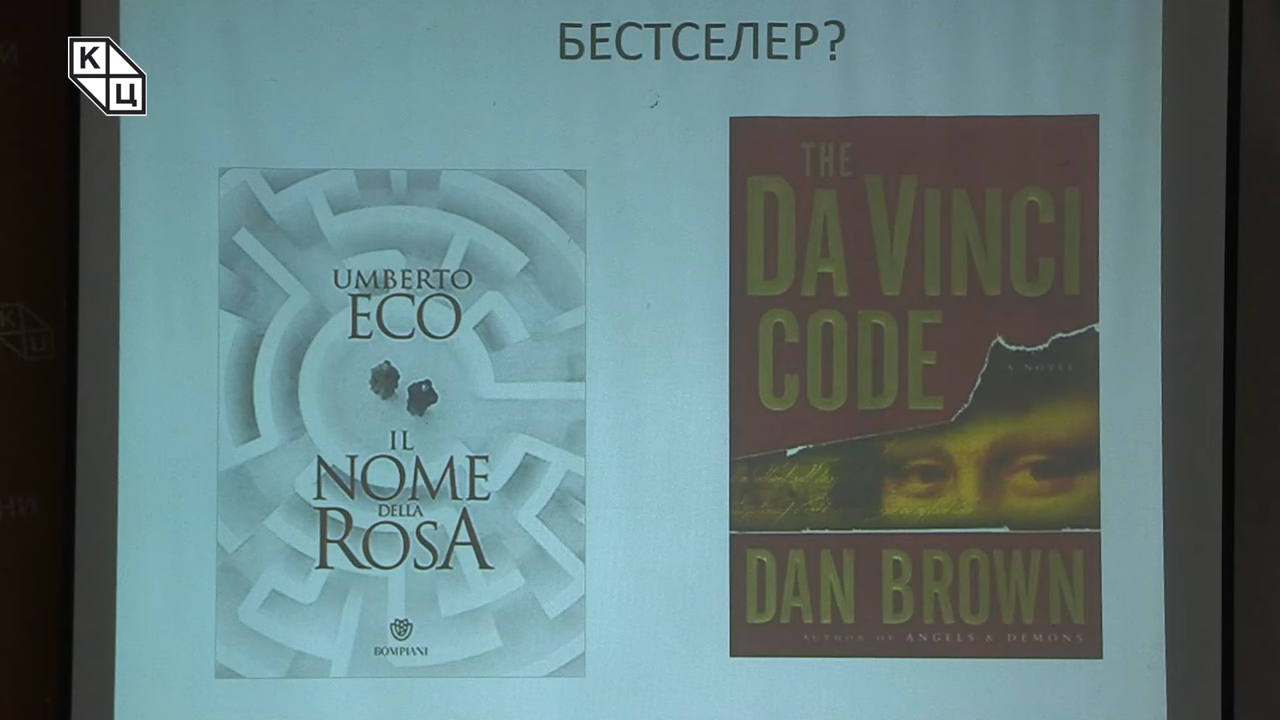 К
Ц
БЕСТСЕЛЕР?
UMBERTO
ECO
IL
NOME
DELLA
ROSA
BOMPIANI
THE
DA VINCI
CODE
A NOVEL
DAN BROWN
AUTHOR OF ANGELS & DEMONS